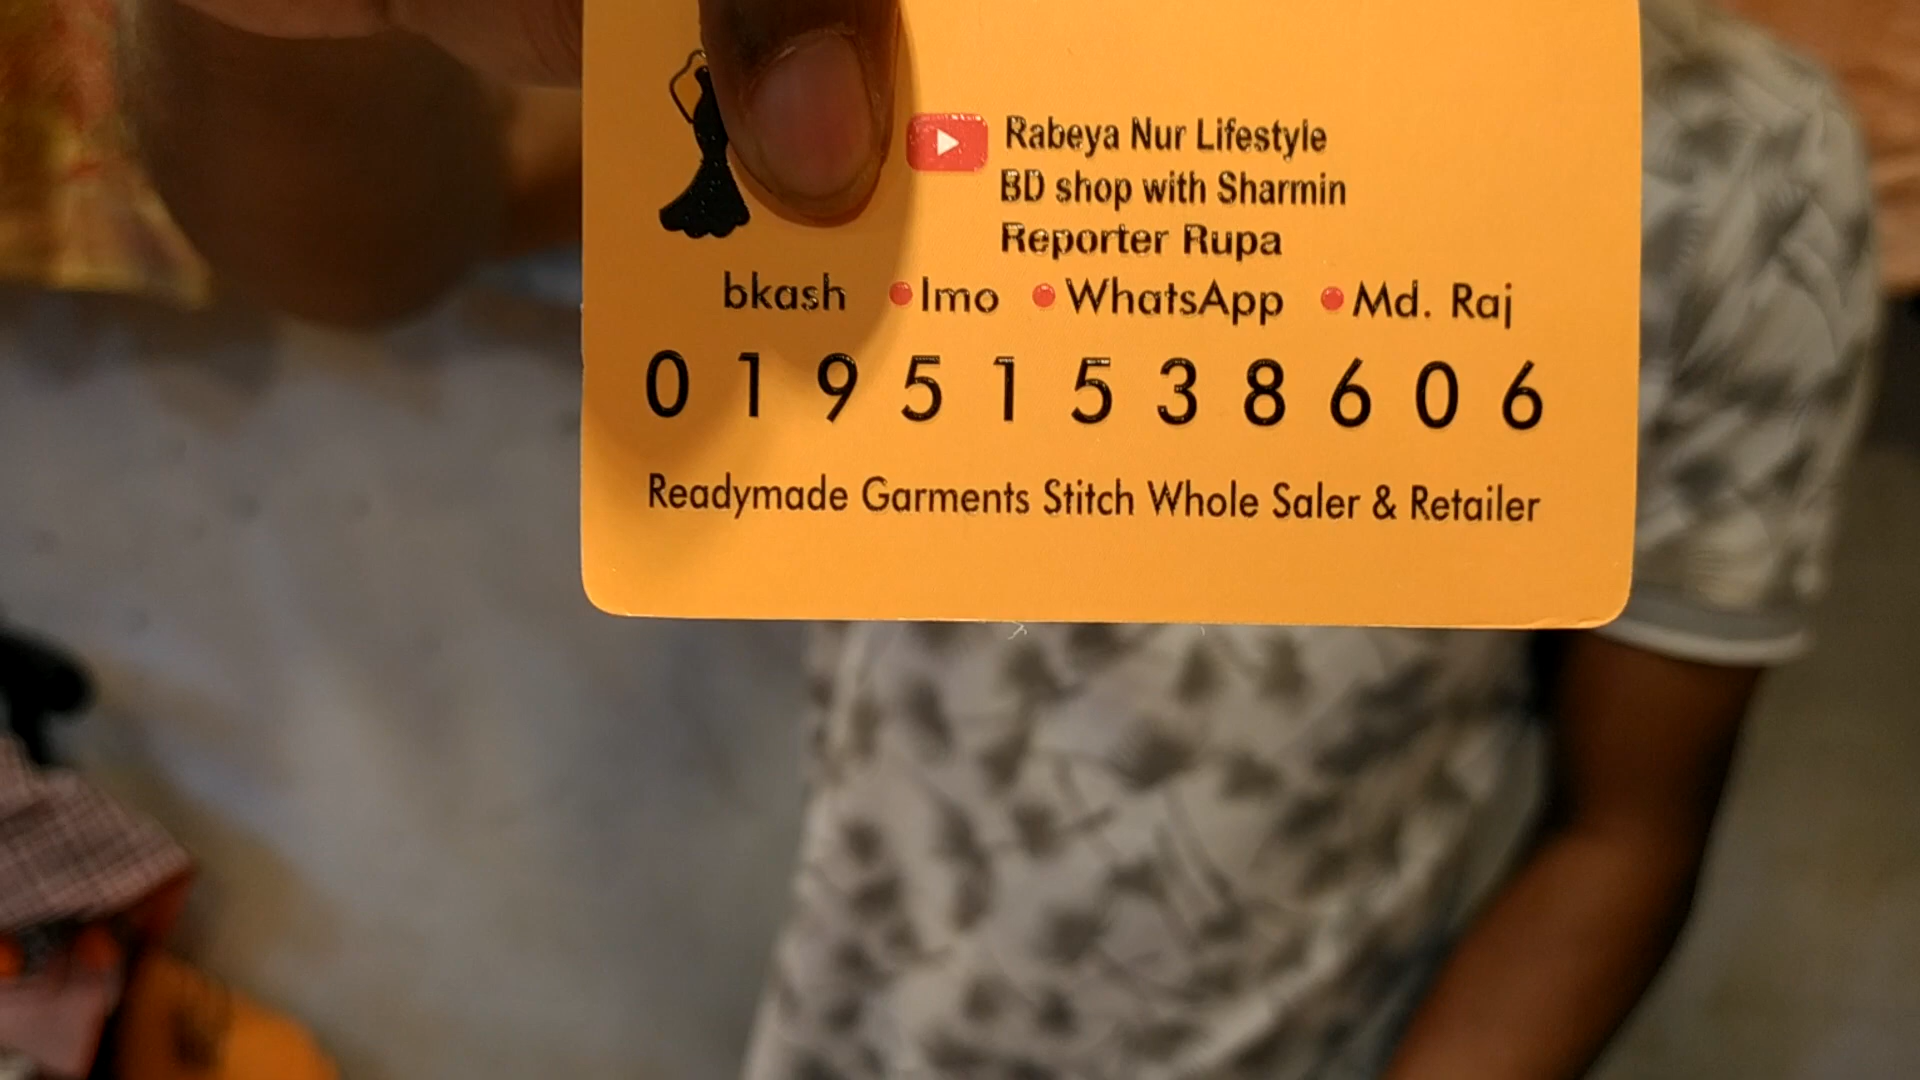 Rabeya Nur Lifestyle
BD shop with Sharmin
Reporter Rupa
bkash • Imo • WhatsApp • Md. Raj
01951538606
Readymade Garments Stitch Whole Saler & Retailer